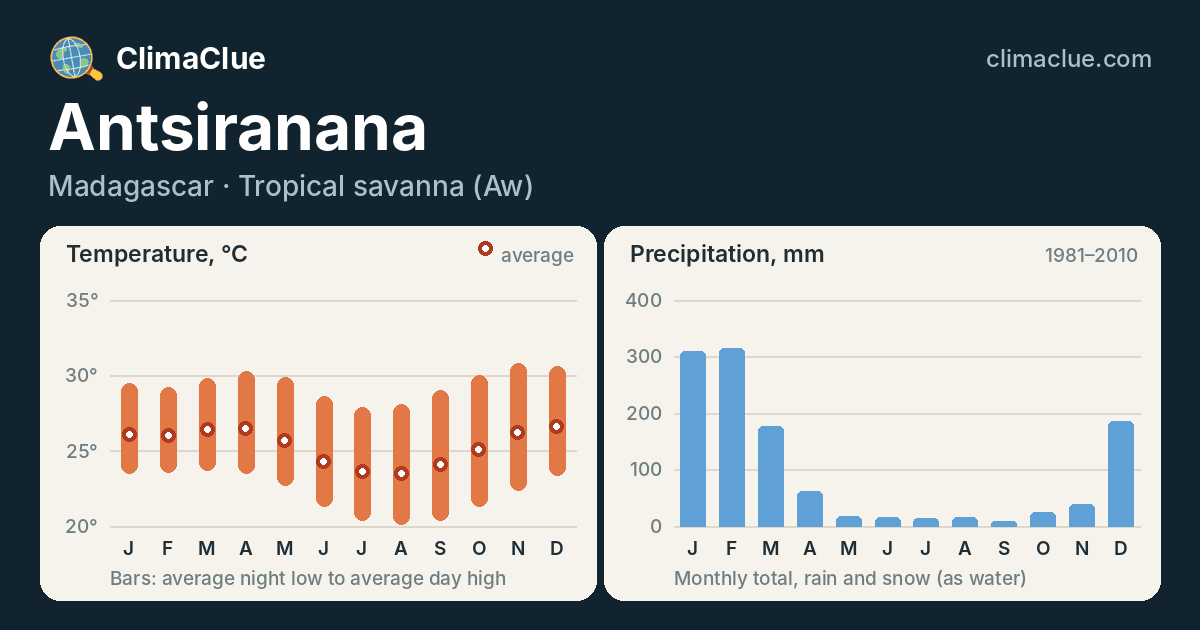 ClimaClue
climaclue.com
Antsiranana
Madagascar · Tropical savanna (Aw)
Temperature, °C
average
35°
30°
25°
20°
J F M A M J J A S O N D
Bars: average night low to average day high
Precipitation, mm
1981–2010
400
300
200
100
0
J F M A M J J A S O N D
Monthly total, rain and snow (as water)